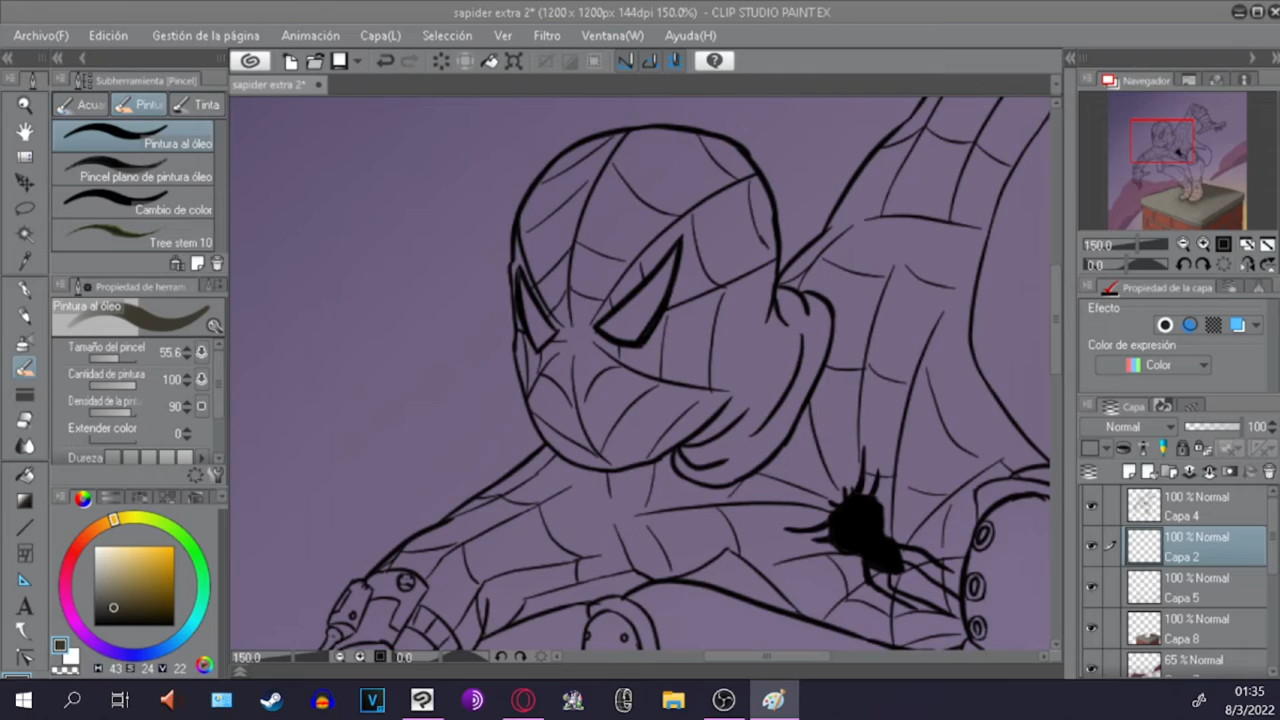 sapider extra 2* (1200 x 1200px 144dpi 150.0%) - CLIP STUDIO PAINT EX
Archivo(F) Edición Gestión de la página Animación Capa(L) Selección Ver Filtro Ventana(W) Ayuda(H)
Subherramienta [Pincel]
sapider extra 2*
Navegador
Acua Pintu Tinta
Pintura al óleo
Pincel plano de pintura óleo
Cambio de color
Tree stem 10
Propiedad de herram
Pintura al óleo
Tamaño del pincel 55.6
Cantidad de pintura 100
Densidad de la pint 90
Extender color 0
Dureza
H 43 S 24 V 22
150.0 0.0
150.0
0.0
Propiedad de la capa
Efecto
Color de expresión
Color
Capa
Normal 100
100 % Normal
Capa 4
100 % Normal
Capa 2
100 % Normal
Capa 5
100 % Normal
Capa 8
65 % Normal
01:35
8/3/2022